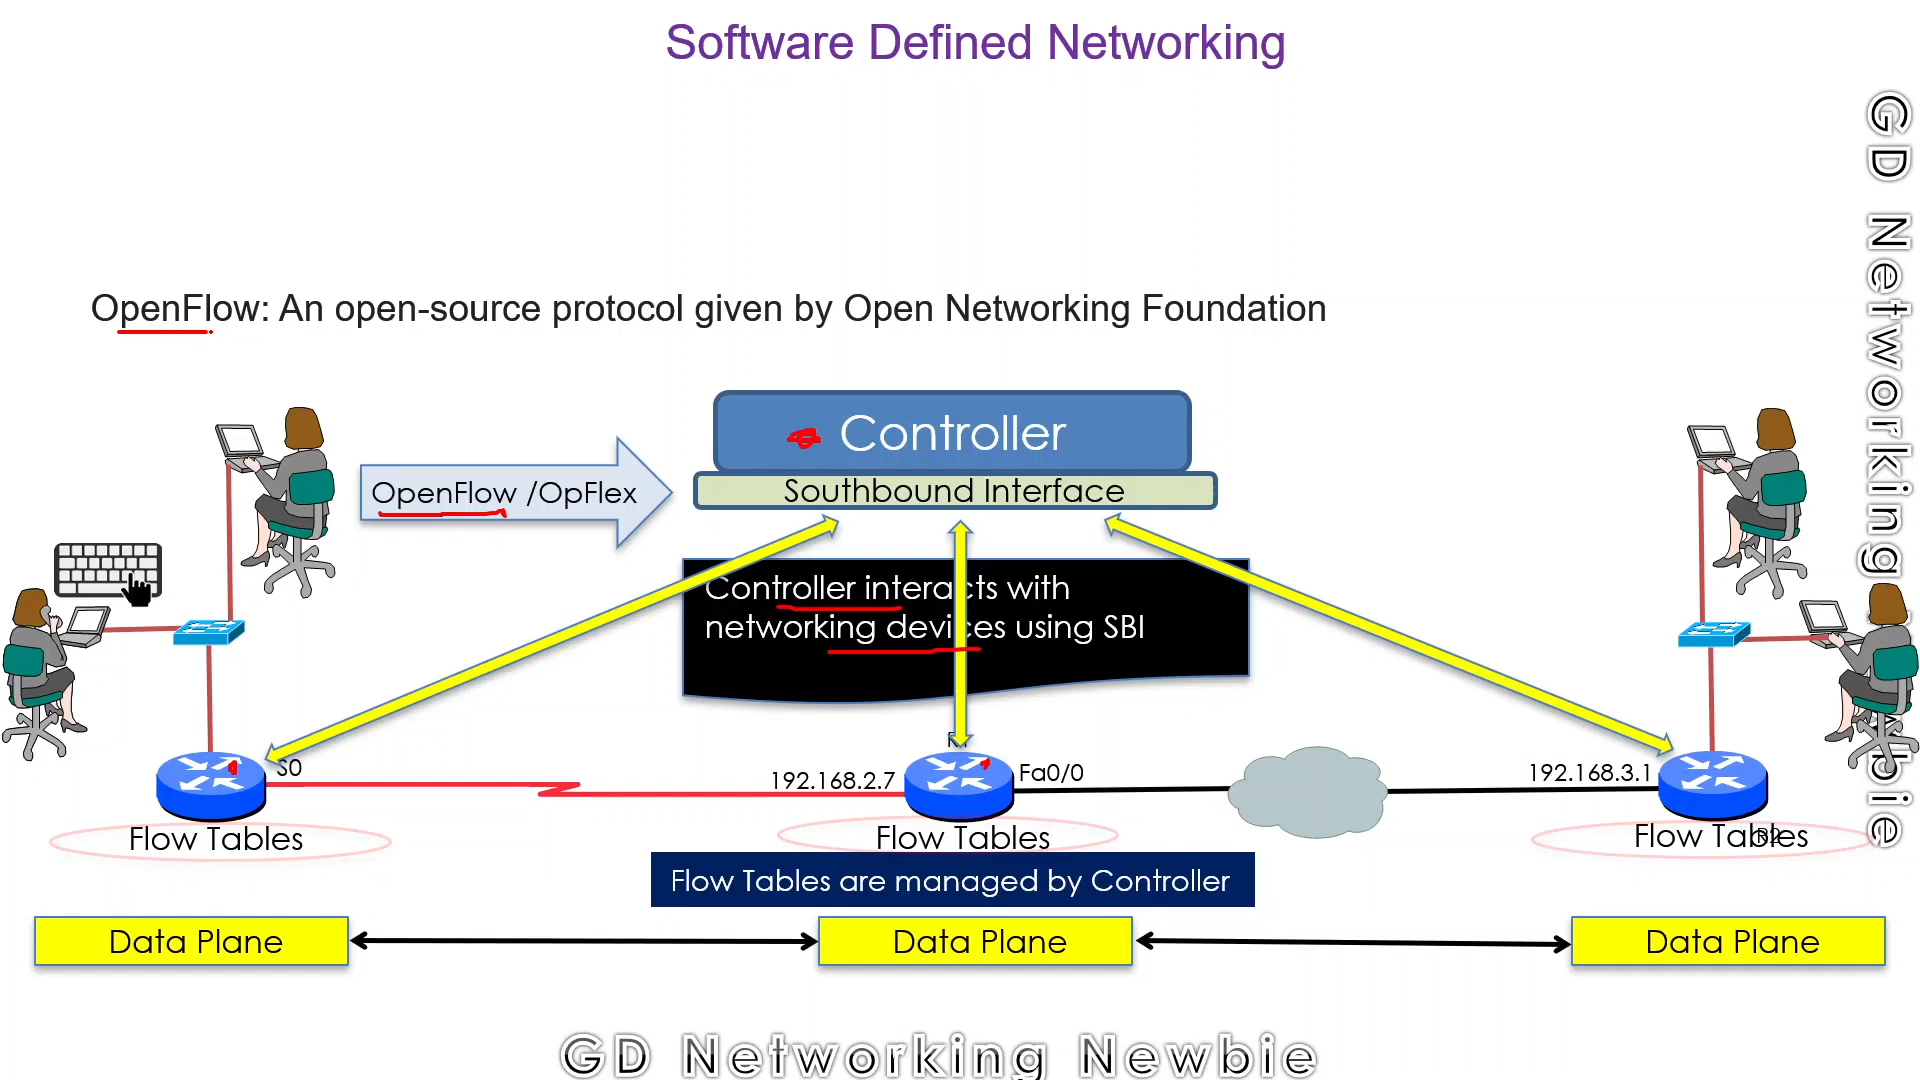 Software Defined Networking
GD Networking Newbie
OpenFlow: An open-source protocol given by Open Networking Foundation
Controller
OpenFlow /OpFlex
Southbound Interface
Controller interacts with
networking devices using SBI
S0
192.168.2.7
Fa0/0
192.168.3.1
Flow Tables
Flow Tables
Flow Tables
R2
Flow Tables are managed by Controller
Data Plane
Data Plane
Data Plane
GD Networking Newbie